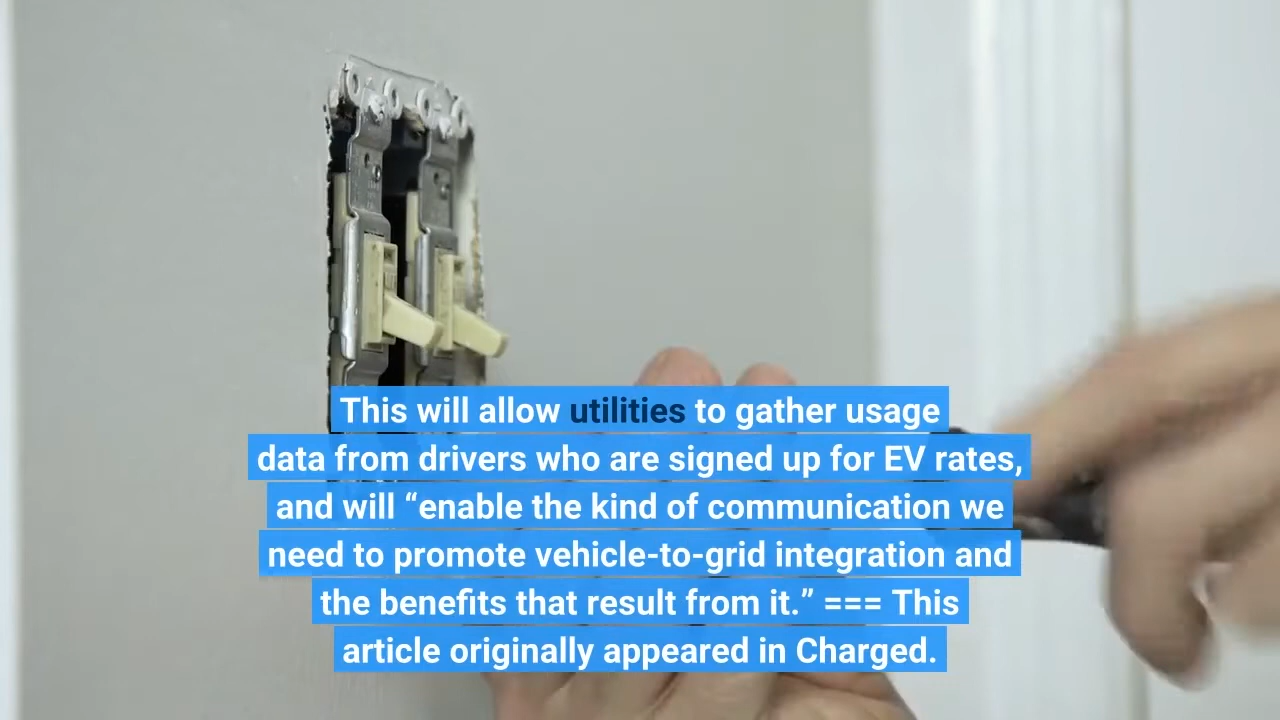 This will allow utilities to gather usage
data from drivers who are signed up for EV rates,
and will “enable the kind of communication we
need to promote vehicle-to-grid integration and
the benefits that result from it.” === This
article originally appeared in Charged.